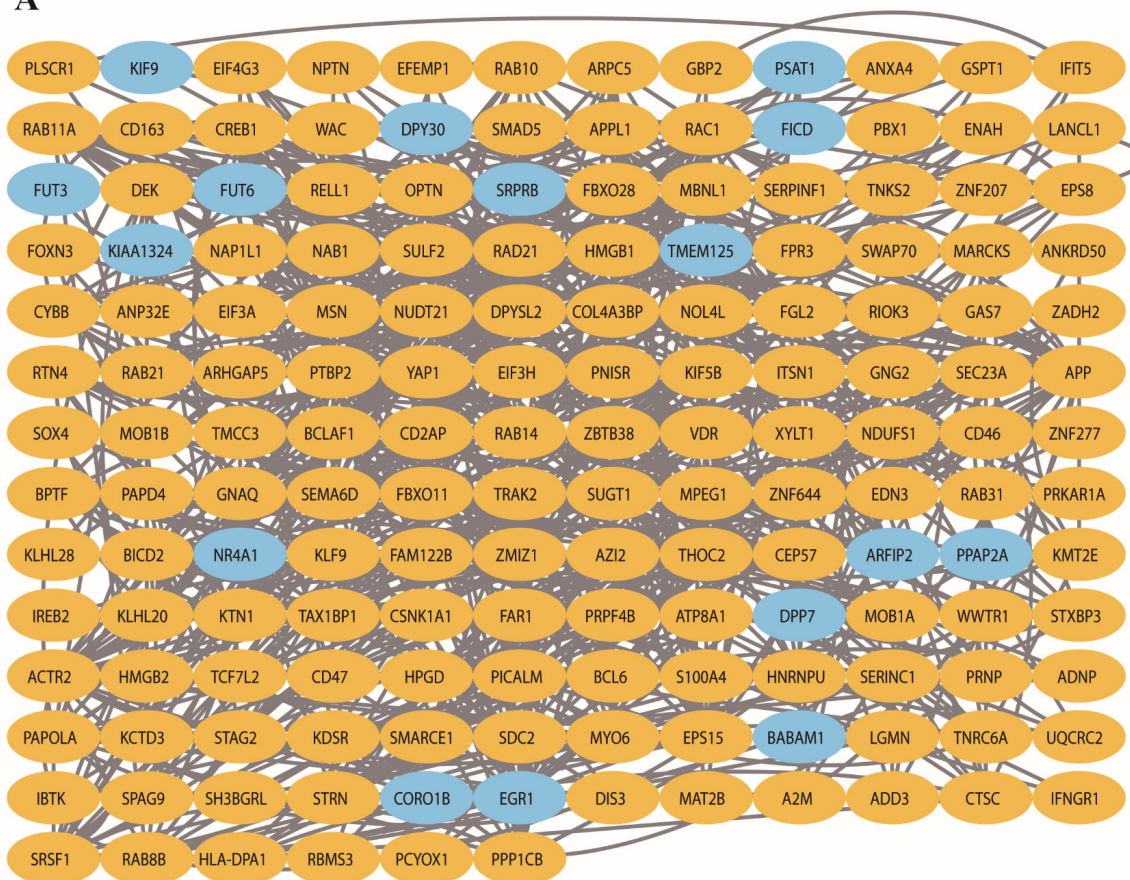 A
PLSCR1 KIF9 EIF4G3 NPTN EFEMP1 RAB10 ARPC5 GBP2 PSAT1 ANXA4 GSPT1 IFIT5
RAB11A CD163 CREB1 WAC DPY30 SMAD5 APPL1 RAC1 FICD PBX1 ENAH LANCL1
FUT3 DEK FUT6 RELL1 OPTN SRPRB FBXO28 MBNL1 SERPINF1 TNKS2 ZNF207 EPS8
FOXN3 KIAA1324 NAP1L1 NAB1 SULF2 RAD21 HMGB1 TMEM125 FPR3 SWAP70 MARCKS ANKRD50
CYBB ANP32E EIF3A MSN NUDT21 DPYSL2 COL4A3BP NOL4L FGL2 RIOK3 GAS7 ZADH2
RTN4 RAB21 ARHGAP5 PTBP2 YAP1 EIF3H PNISR KIF5B ITSN1 GNG2 SEC23A APP
SOX4 MOB1B TMCC3 BCLAF1 CD2AP RAB14 ZBTB38 VDR XYLT1 NDUFS1 CD46 ZNF277
BPTF PAPD4 GNAQ SEMA6D FBXO11 TRAK2 SUGT1 MPEG1 ZNF644 EDN3 RAB31 PRKAR1A
KLHL28 BICD2 NR4A1 KLF9 FAM122B ZMIZ1 AZI2 THOC2 CEP57 ARFIP2 PPAP2A KMT2E
IREB2 KLHL20 KTN1 TAX1BP1 CSNK1A1 FAR1 PRPF4B ATP8A1 DPP7 MOB1A WWTR1 STXBP3
ACTR2 HMGB2 TCF7L2 CD47 HPGD PICALM BCL6 S100A4 HNRNPU SERINC1 PRNP ADNP
PAPOLA KCTD3 STAG2 KDSR SMARCE1 SDC2 MYO6 EPS15 BABAM1 LGMN TNRC6A UQCRC2
IBTK SPAG9 SH3BGRL STRN CORO1B EGR1 DIS3 MAT2B A2M ADD3 CTSC IFNGR1
SRSF1 RAB8B HLA-DPA1 RBMS3 PCYOX1 PPP1CB